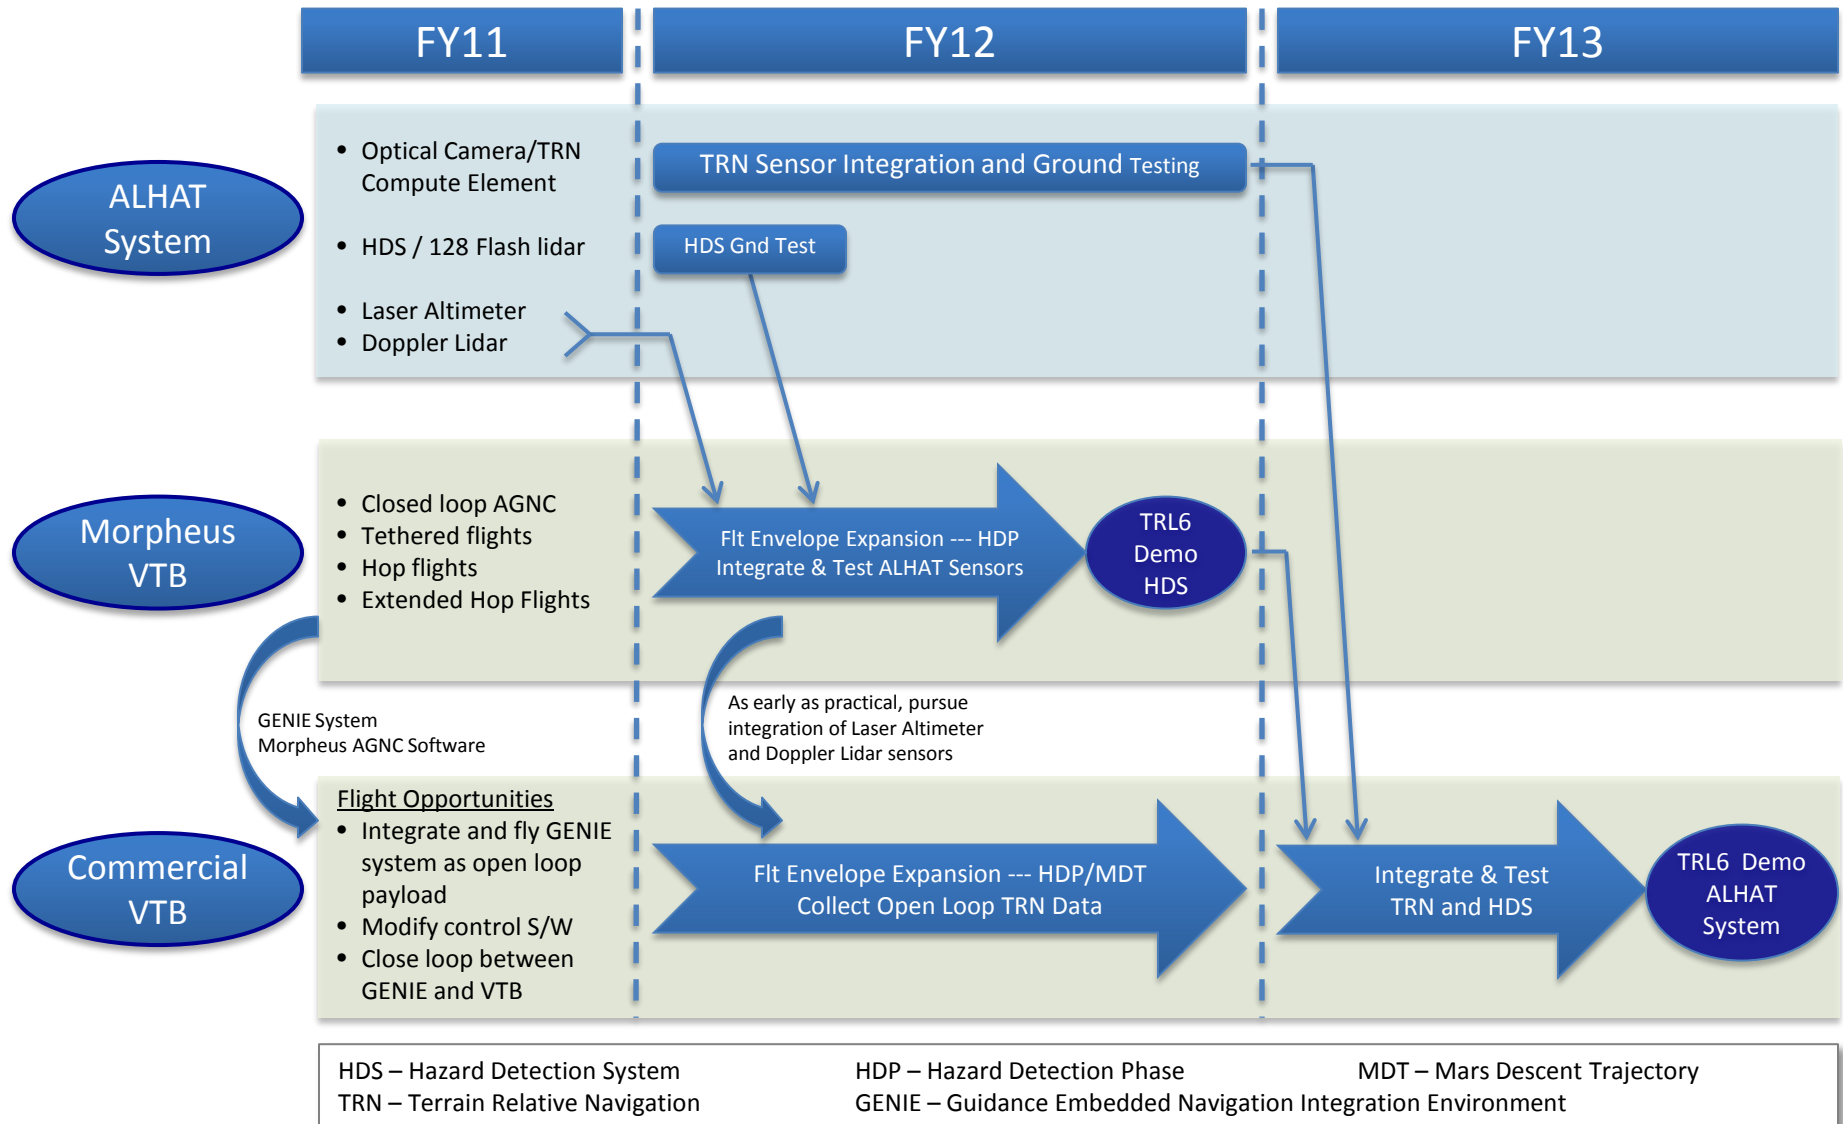 FY11
FY12
FY13
ALHAT
System
• Optical Camera/TRN
Compute Element
• HDS / 128 Flash lidar
• Laser Altimeter
• Doppler Lidar
TRN Sensor Integration and Ground Testing
HDS Gnd Test
Morpheus
VTB
• Closed loop AGNC
• Tethered flights
• Hop flights
• Extended Hop Flights
Flt Envelope Expansion --- HDP
Integrate & Test ALHAT Sensors
TRL6
Demo
HDS
GENIE System
Morpheus AGNC Software
As early as practical, pursue
integration of Laser Altimeter
and Doppler Lidar sensors
Commercial
VTB
Flight Opportunities
• Integrate and fly GENIE
system as open loop
payload
• Modify control S/W
• Close loop between
GENIE and VTB
Flt Envelope Expansion --- HDP/MDT
Collect Open Loop TRN Data
Integrate & Test
TRN and HDS
TRL6 Demo
ALHAT
System
HDS – Hazard Detection System
HDP – Hazard Detection Phase
MDT – Mars Descent Trajectory
TRN – Terrain Relative Navigation
GENIE – Guidance Embedded Navigation Integration Environment